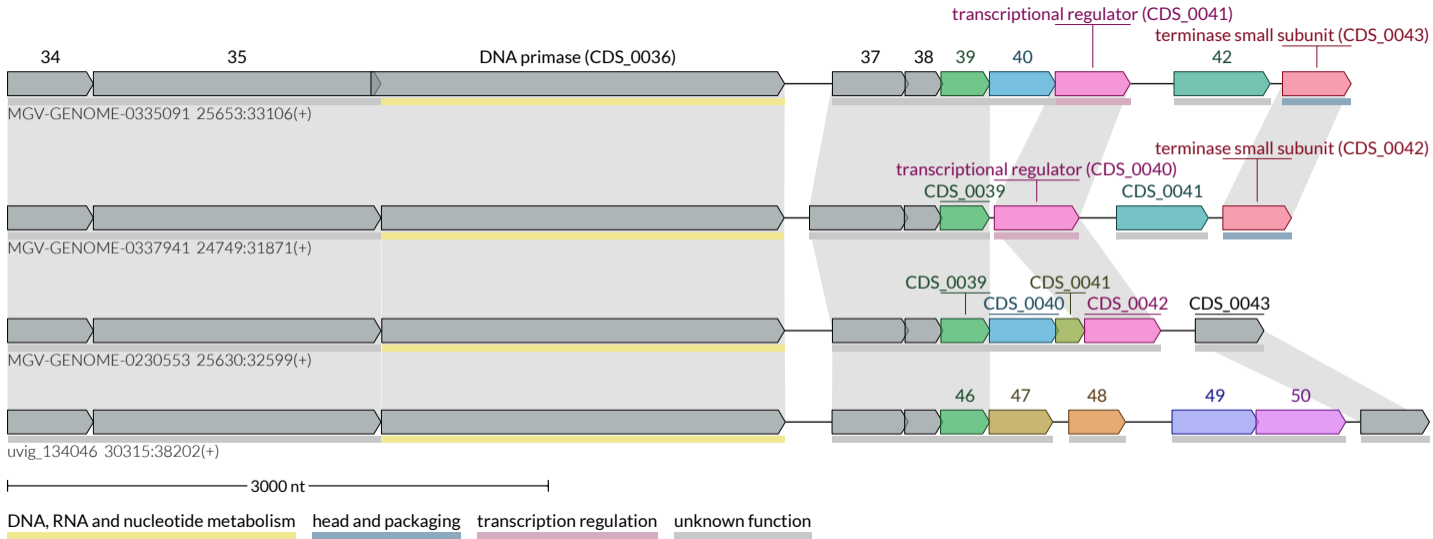 transcriptional regulator (CDS_0041)
terminase small subunit (CDS_0043)
34 35 DNA primase (CDS_0036) 37 38 39 40 42
MGV-GENOME-0335091 25653:33106(+)
terminase small subunit (CDS_0042)
transcriptional regulator (CDS_0040)
CDS_0039 CDS_0041
MGV-GENOME-0337941 24749:31871(+)
CDS_0039 CDS_0041
CDS_0040 CDS_0042 CDS_0043
MGV-GENOME-0230553 25630:32599(+)
46 47 48 49 50
uvig_134046 30315:38202(+)
3000 nt
DNA, RNA and nucleotide metabolism head and packaging transcription regulation unknown function